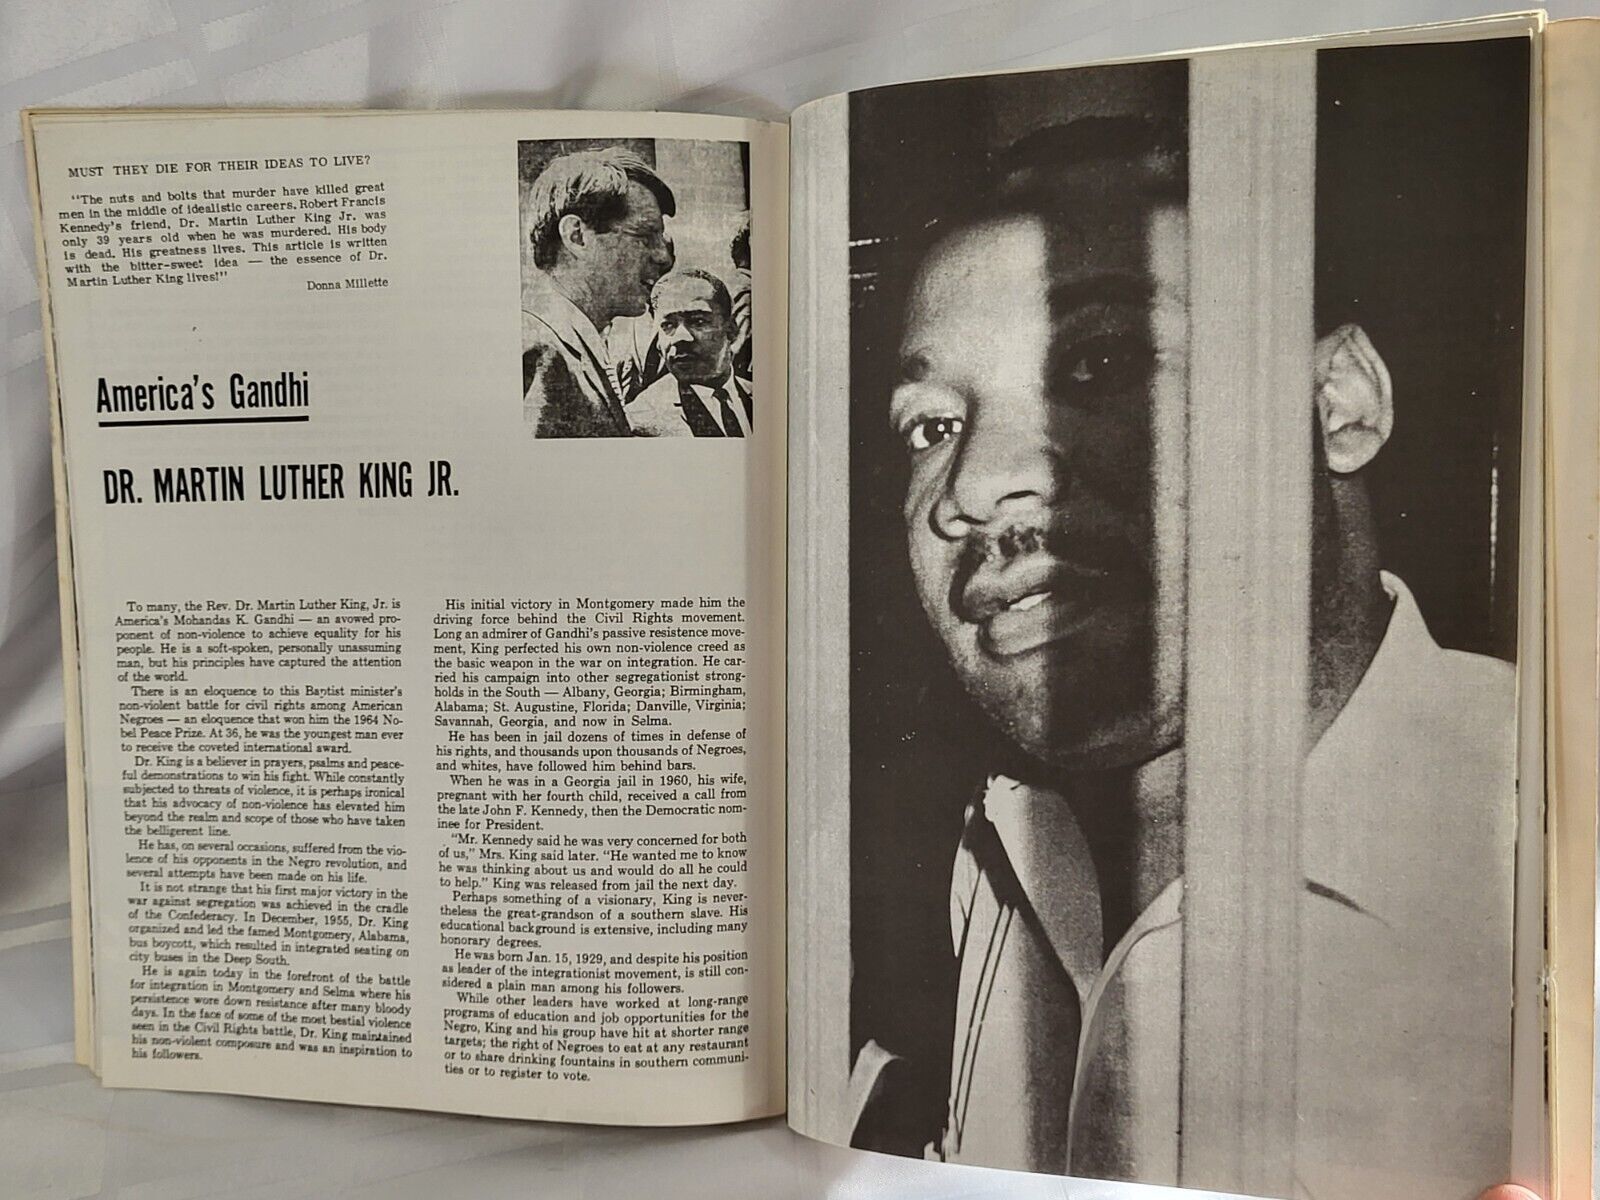 MUST THEY DIE FOR THEIR IDEAS TO LIVE?
"The nuts and bolts that murder have killed great
men in the middle of idealistic careers. Robert Francis
Kennedy's friend, Dr. Martin Luther King Jr. was
only 39 years old when he was murdered. His body
is dead. His greatness lives. This article is written
with the bitter-sweet idea — the essence of Dr.
Martin Luther King lives!"
Donna Millette
America's Gandhi
DR. MARTIN LUTHER KING JR.
To many, the Rev. Dr. Martin Luther King, Jr. is
America's Mohandas K. Gandhi — an avowed pro-
ponent of non-violence to achieve equality for his
people. He is a soft-spoken, personally unassuming
man, but his principles have captured the attention
of the world.
There is an eloquence to this Baptist minister's
non-violent battle for civil rights among American
Negroes — an eloquence that won him the 1964 No-
bel Peace Prize. At 36, he was the youngest man ever
to receive the coveted international award.
Dr. King is a believer in prayers, psalms and peace-
ful demonstrations to win his fight. While constantly
subjected to threats of violence, it is perhaps ironical
that his advocacy of non-violence has elevated him
beyond the realm and scope of those who have taken
the belligerent line.
He has, on several occasions, suffered from the vio-
lence of his opponents in the Negro revolution, and
several attempts have been made on his life.
It is not strange that his first major victory in the
war against segregation was achieved in the cradle
of the Confederacy. In December, 1955, Dr. King
organized and led the famed Montgomery, Alabama,
bus boycott, which resulted in integrated seating on
city buses in the Deep South.
He is again today in the forefront of the battle
for integration in Montgomery and Selma where his
persistence wore down resistance after many bloody
days. In the face of some of the most bestial violence
seen in the Civil Rights battle, Dr. King maintained
his non-violent composure and was an inspiration to
his followers.
His initial victory in Montgomery made him the
driving force behind the Civil Rights movement.
Long an admirer of Gandhi's passive resistance move-
ment, King perfected his own non-violence creed as
the basic weapon in the war on integration. He car-
ried his campaign into other segregationist strong-
holds in the South — Albany, Georgia; Birmingham,
Alabama; St. Augustine, Florida; Danville, Virginia;
Savannah, Georgia, and now in Selma.
He has been in jail dozens of times in defense of
his rights, and thousands upon thousands of Negroes,
and whites, have followed him behind bars.
When he was in a Georgia jail in 1960, his wife,
pregnant with her fourth child, received a call from
the late John F. Kennedy, then the Democratic nom-
inee for President.
"Mr. Kennedy said he was very concerned for both
of us," Mrs. King said later. "He wanted me to know
he was thinking about us and would do all he could
to help." King was released from jail the next day.
Perhaps something of a visionary, King is never-
theless the great-grandson of a southern slave. His
educational background is extensive, including many
honorary degrees.
He was born Jan. 15, 1929, and despite his position
as leader of the integrationist movement, is still con-
sidered a plain man among his followers.
While other leaders have worked at long-range
programs of education and job opportunities for the
Negro, King and his group have hit at shorter range
targets; the right of Negroes to eat at any restaurant
or to share drinking fountains in southern communi-
ties or to register to vote.